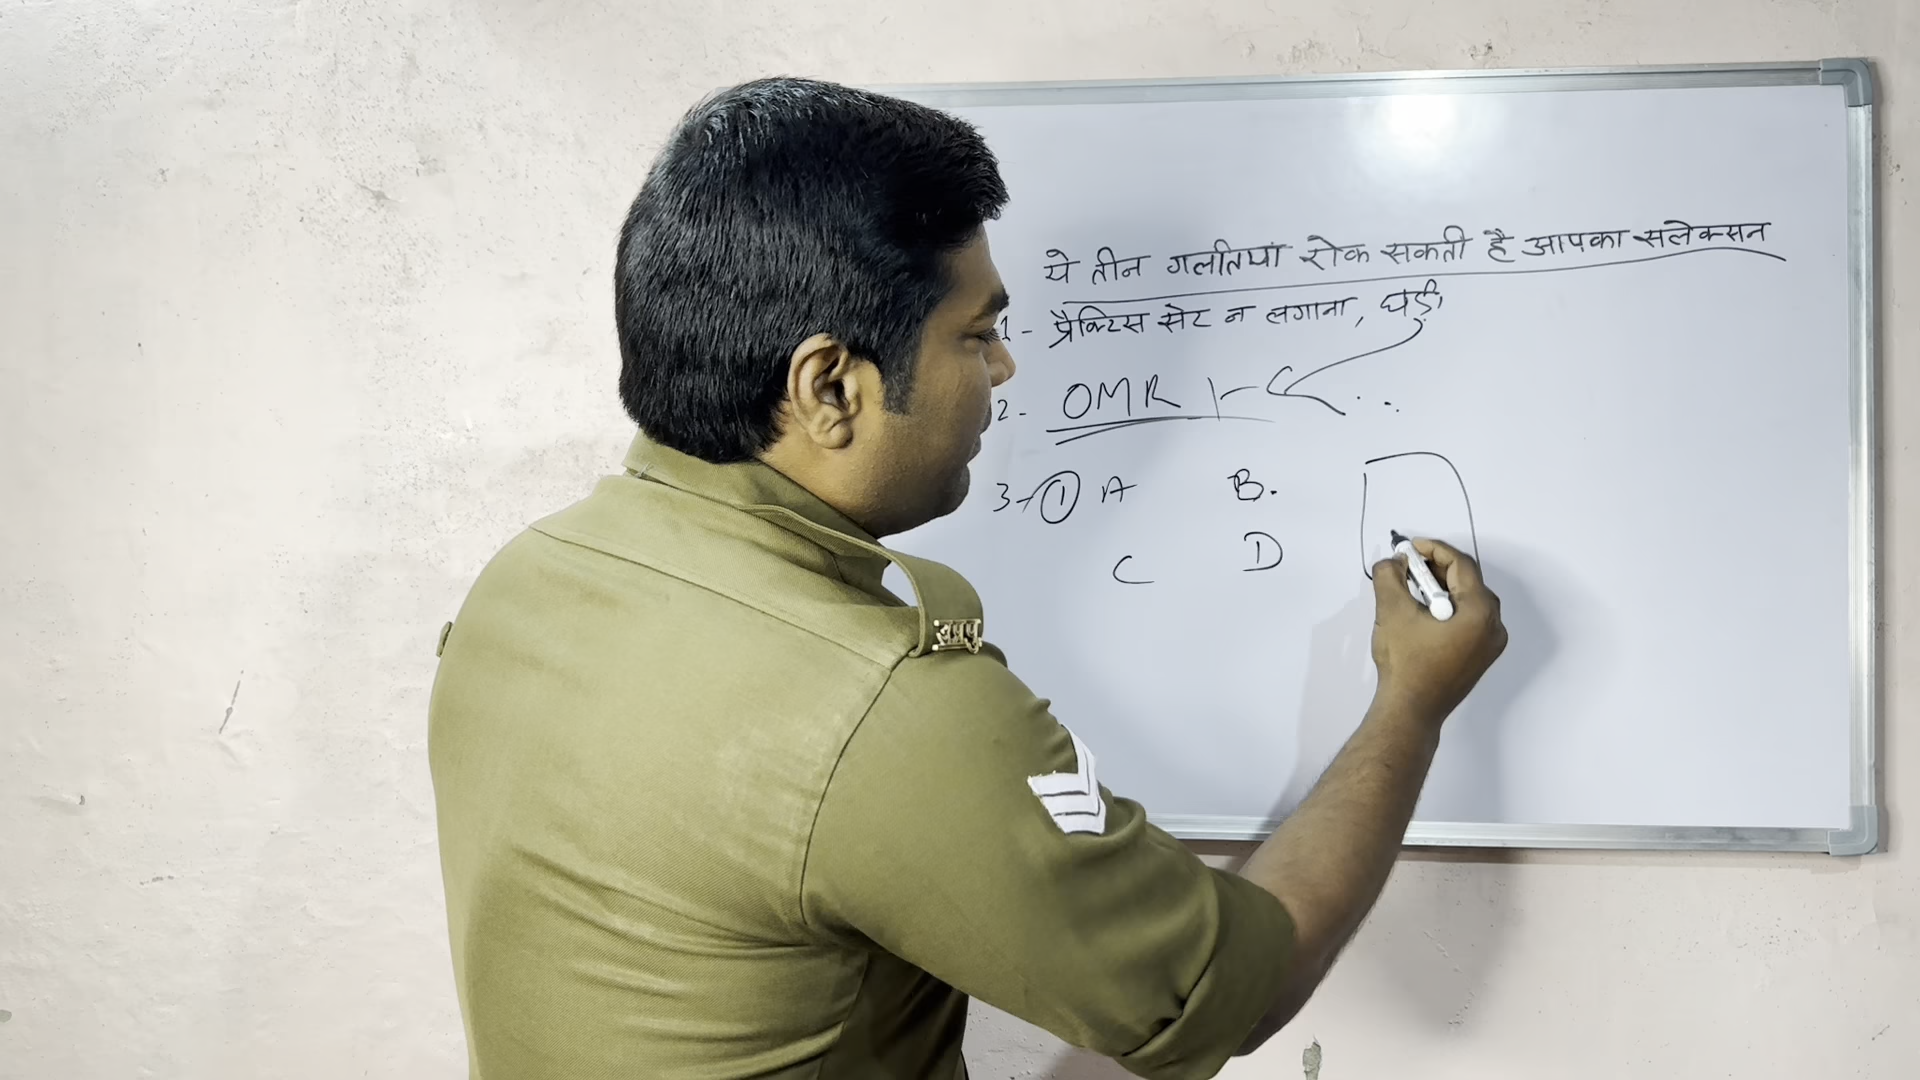 ये तीन गलतियां रोक सकती है आपका सलेक्सन
1- प्रैक्टिस सेट न लगाना, घड़ी
2- OMR
3- ① A B.
C D